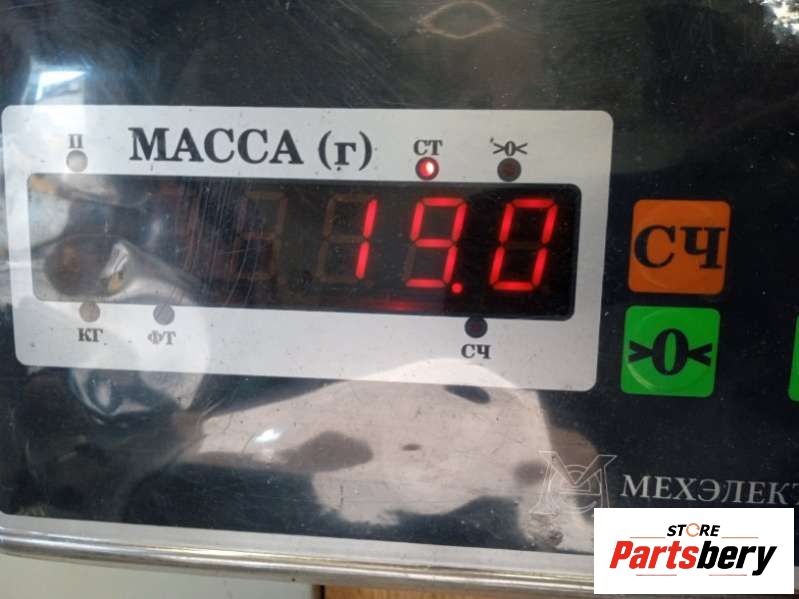 П МАССА (г) СТ >0<
19.0
КГ ФТ СЧ
СЧ
>0<
МЕХЭЛЕКТ
STORE
Partsbery